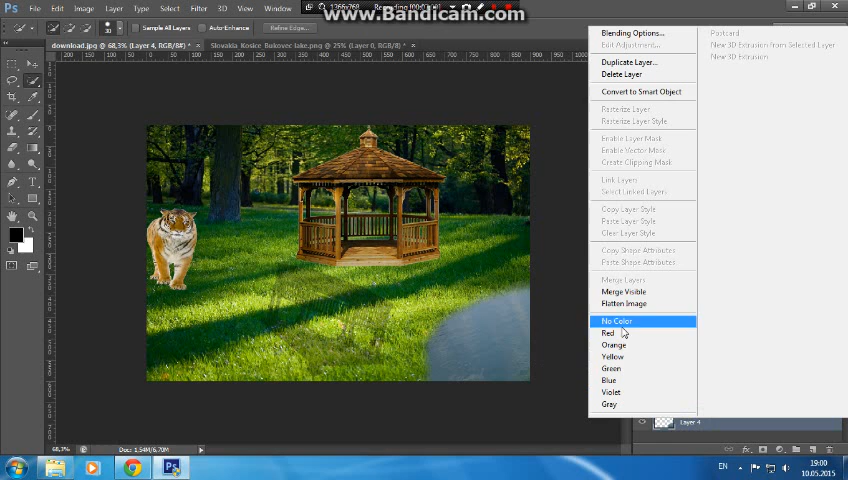 www.Bandicam.com
1366x768
Recording
Ps File Edit Image Layer Type Select Filter 3D View Window
30 Sample All Layers Auto Enhance Refine Edge...
download.jpg @ 68,3% (Layer 4, RGB/8#) * × Slovakia_Kosice_Bukovec lake.png @ 25% (Layer 0, RGB/8) * ×
Blending Options...
Edit Adjustment...
Duplicate Layer...
Delete Layer
Convert to Smart Object
Rasterize Layer
Rasterize Layer Style
Enable Layer Mask
Enable Vector Mask
Create Clipping Mask
Link Layers
Select Linked Layers
Copy Layer Style
Paste Layer Style
Clear Layer Style
Copy Shape Attributes
Paste Shape Attributes
Merge Layers
Merge Visible
Flatten Image
No Color
Red
Orange
Yellow
Green
Blue
Violet
Gray
Postcard
New 3D Extrusion from Selected Layer
New 3D Extrusion
Layer 4
68,3% Doc: 1,54M/6,70M
Ps
EN
19:00
10.05.2015